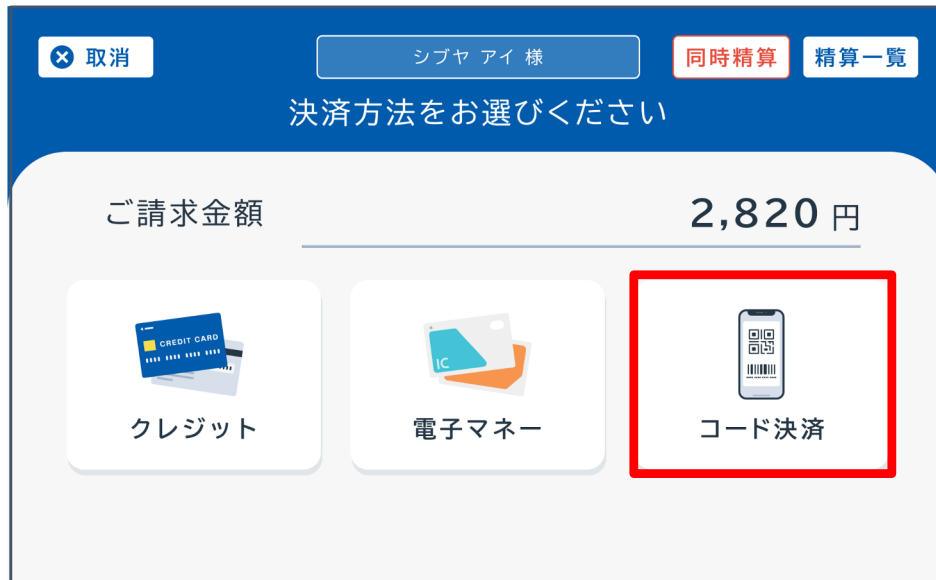 取消
シブヤ アイ 様
同時精算
精算一覧
決済方法をお選びください
ご請求金額
2,820 円
CREDIT CARD
IC
クレジット
電子マネー
コード決済